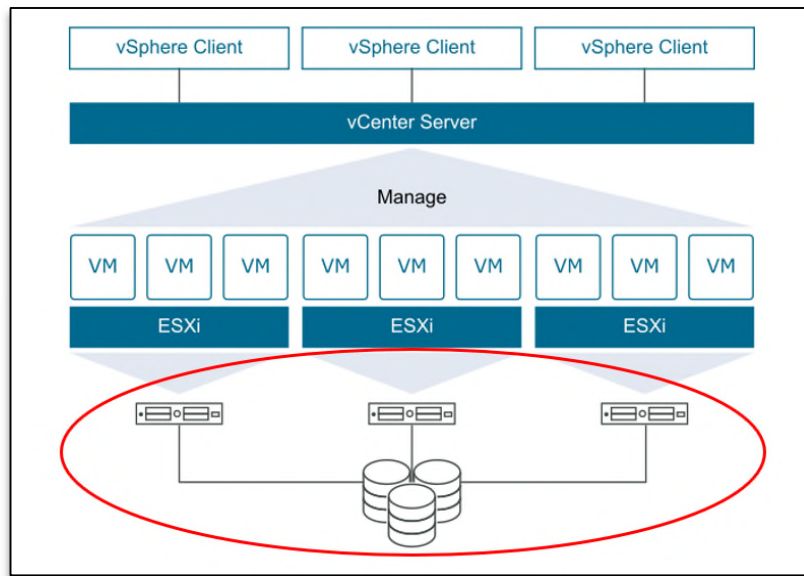 vSphere Client vSphere Client vSphere Client
vCenter Server
Manage
VM VM VM VM VM VM VM VM VM
ESXi ESXi ESXi